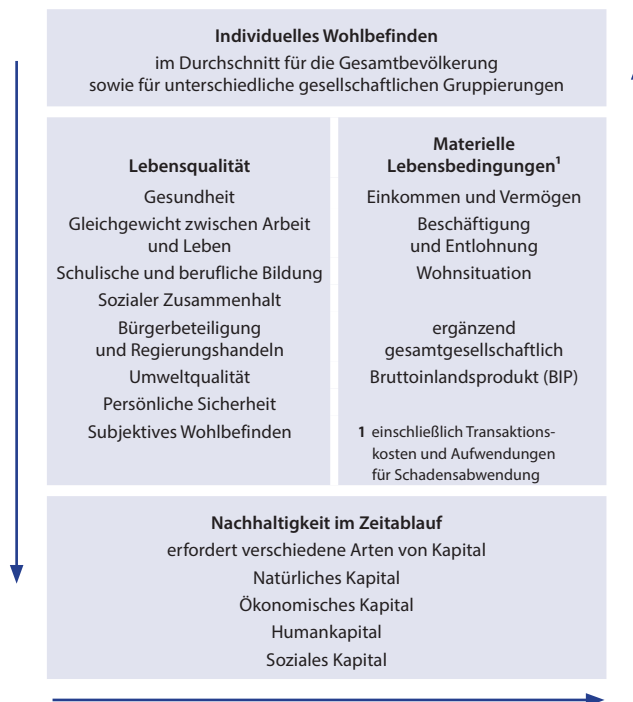 Individuelles Wohlbefinden
im Durchschnitt für die Gesamtbevölkerung
sowie für unterschiedliche gesellschaftlichen Gruppierungen
Lebensqualität
Gesundheit
Gleichgewicht zwischen Arbeit
und Leben
Schulische und berufliche Bildung
Sozialer Zusammenhalt
Bürgerbeteiligung
und Regierungshandeln
Umweltqualität
Persönliche Sicherheit
Subjektives Wohlbefinden
Materielle
Lebensbedingungen¹
Einkommen und Vermögen
Beschäftigung
und Entlohnung
Wohnsituation
ergänzend
gesamtgesellschaftlich
Bruttoinlandsprodukt (BIP)
1 einschließlich Transaktions-
kosten und Aufwendungen
für Schadensabwendung
Nachhaltigkeit im Zeitablauf
erfordert verschiedene Arten von Kapital
Natürliches Kapital
Ökonomisches Kapital
Humankapital
Soziales Kapital